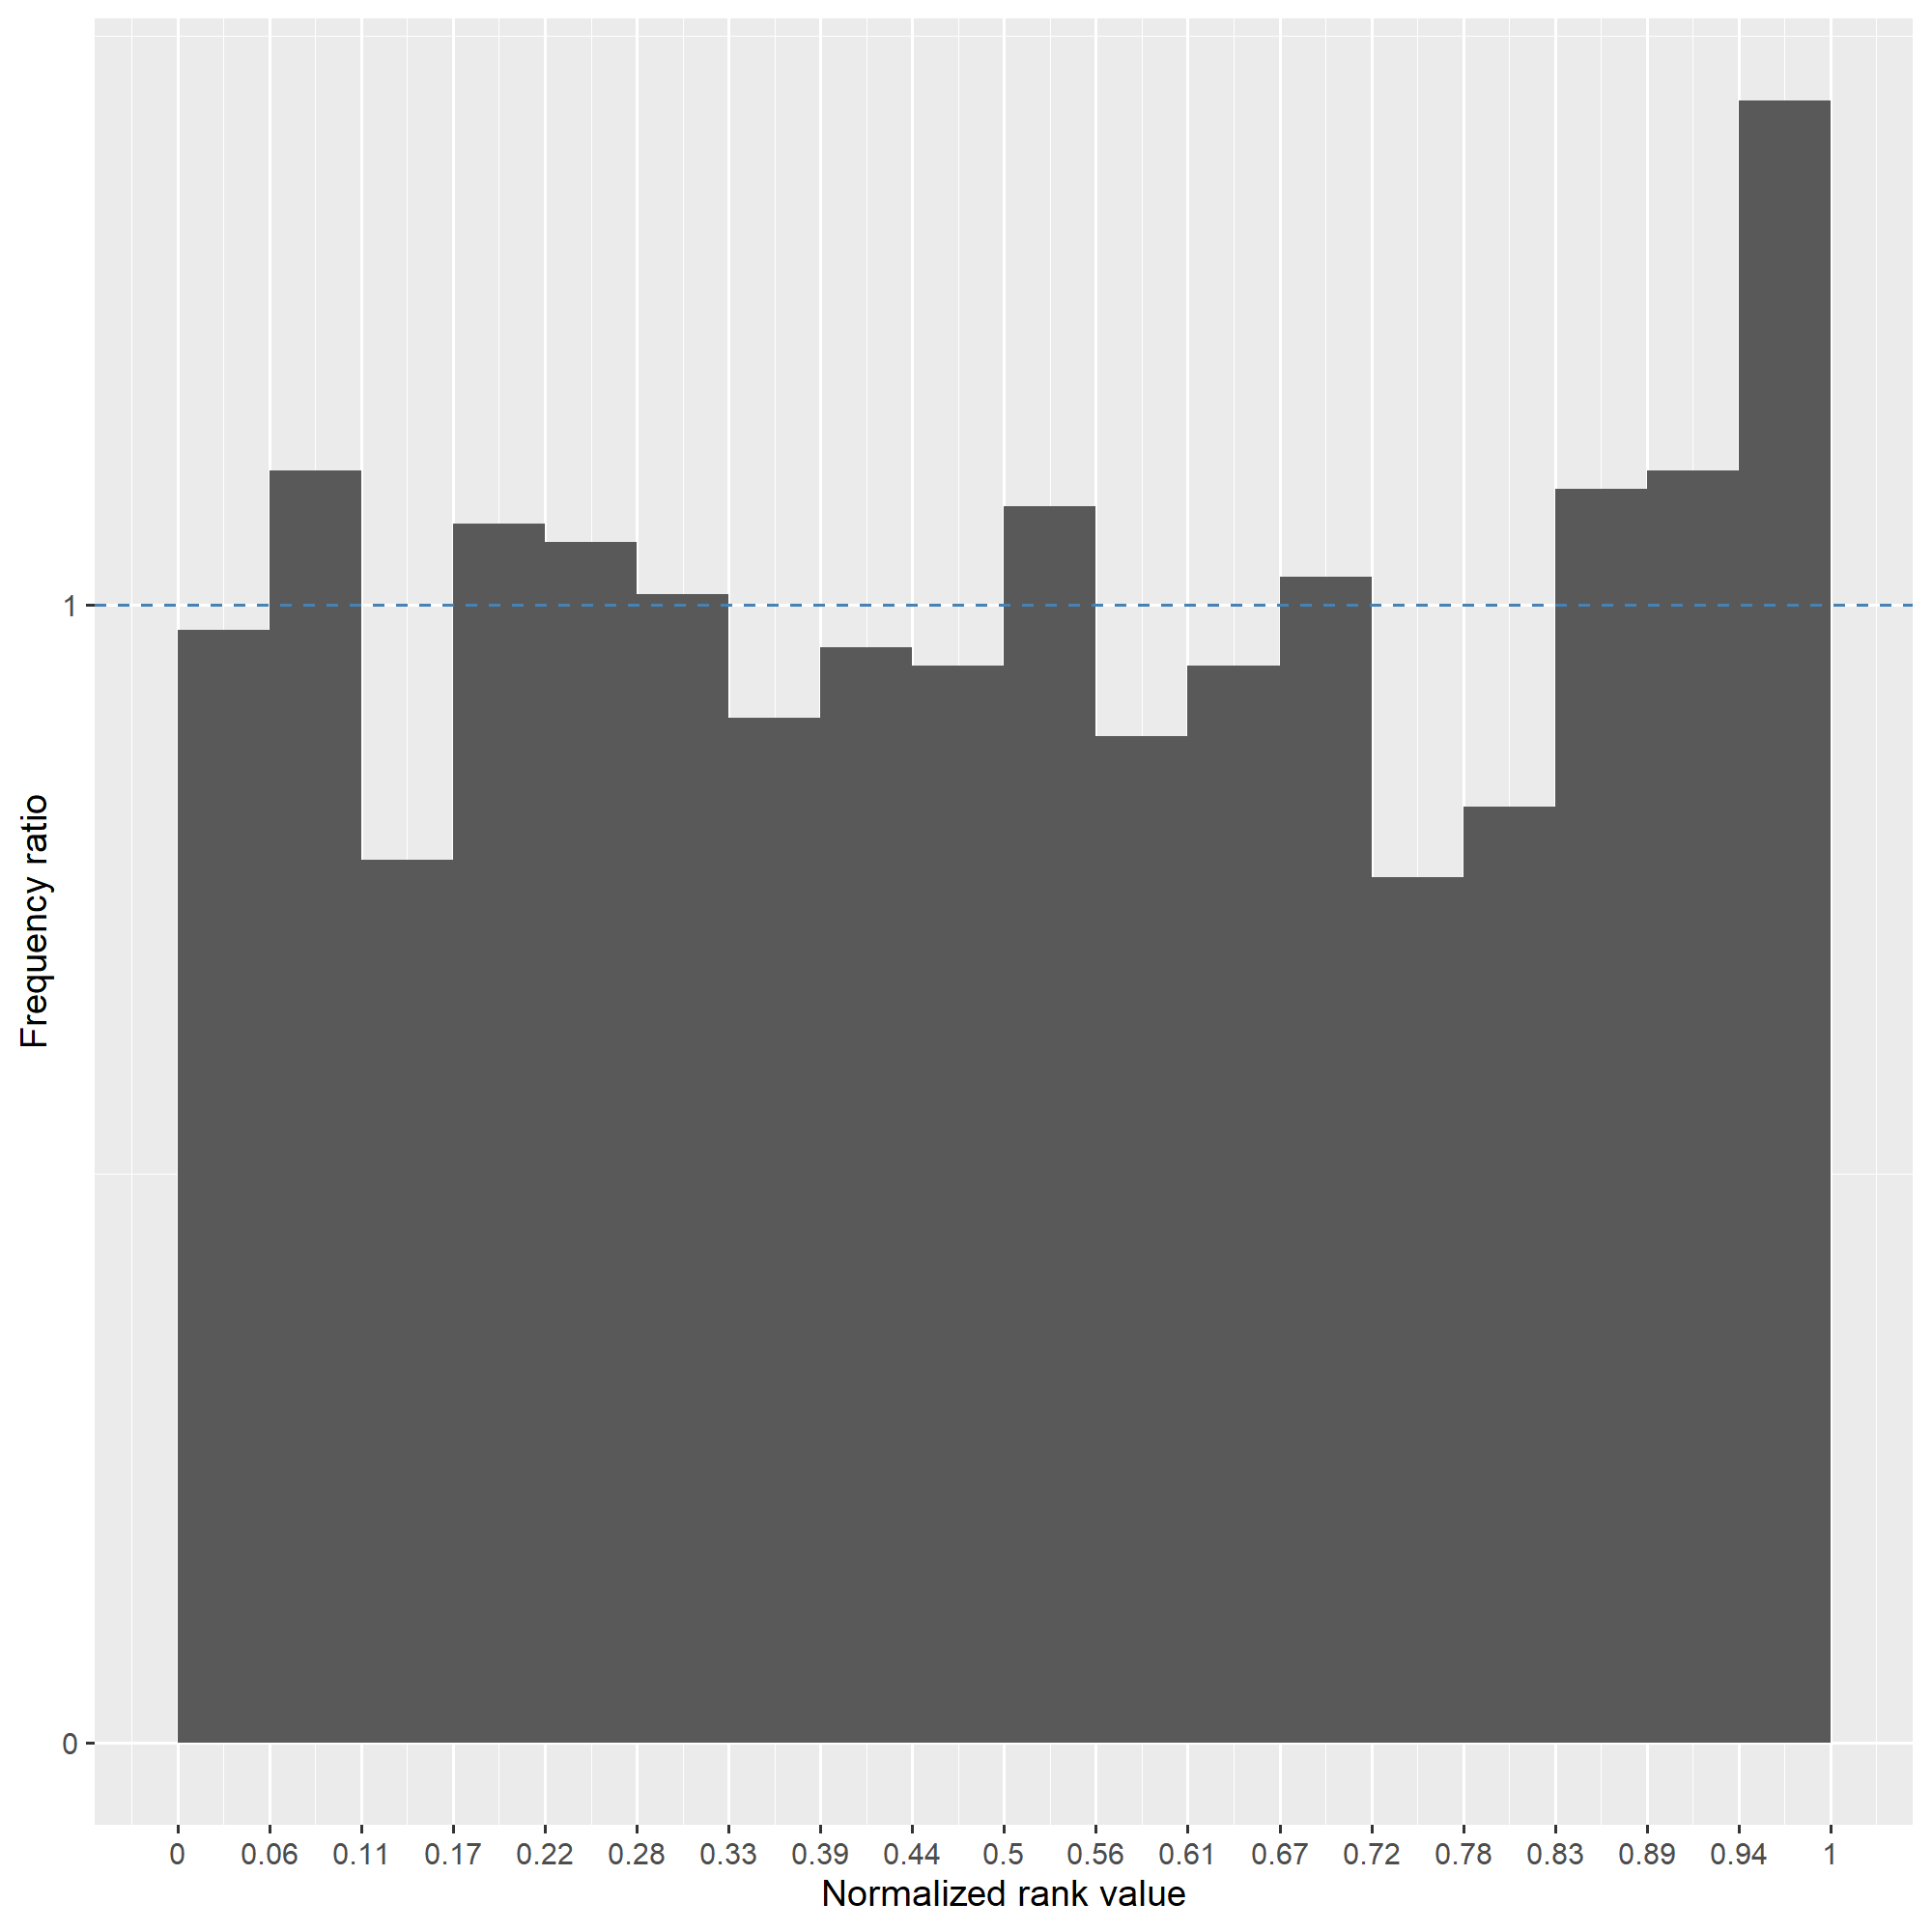 Frequency ratio
1
0
0 0.06 0.11 0.17 0.22 0.28 0.33 0.39 0.44 0.5 0.56 0.61 0.67 0.72 0.78 0.83 0.89 0.94 1
Normalized rank value